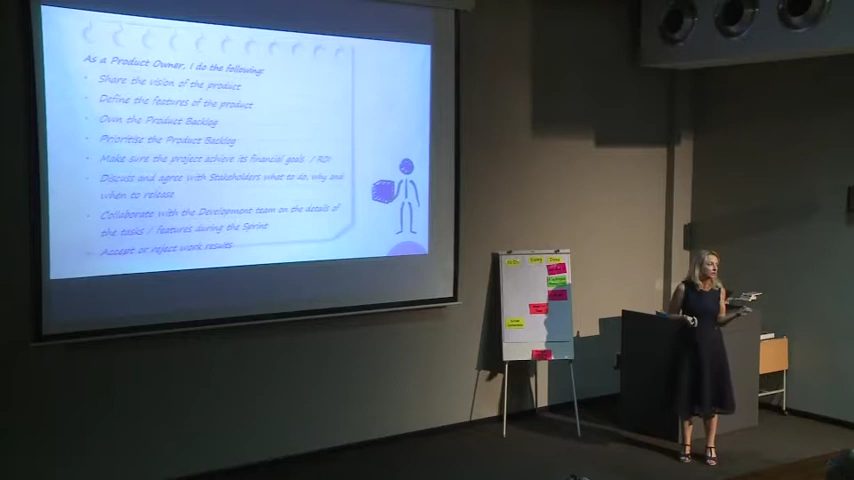 As a Product Owner, I do the following:
Share the vision of the product
Define the features of the product
Own the Product Backlog
Prioritise the Product Backlog
Make sure the project achieve its financial goals / ROI
Discuss and agree with Stakeholders what to do, why and
when to release
Collaborate with the Development team on the details of
the tasks / features during the Sprint
Accept or reject work results
To Do
Doing
Done